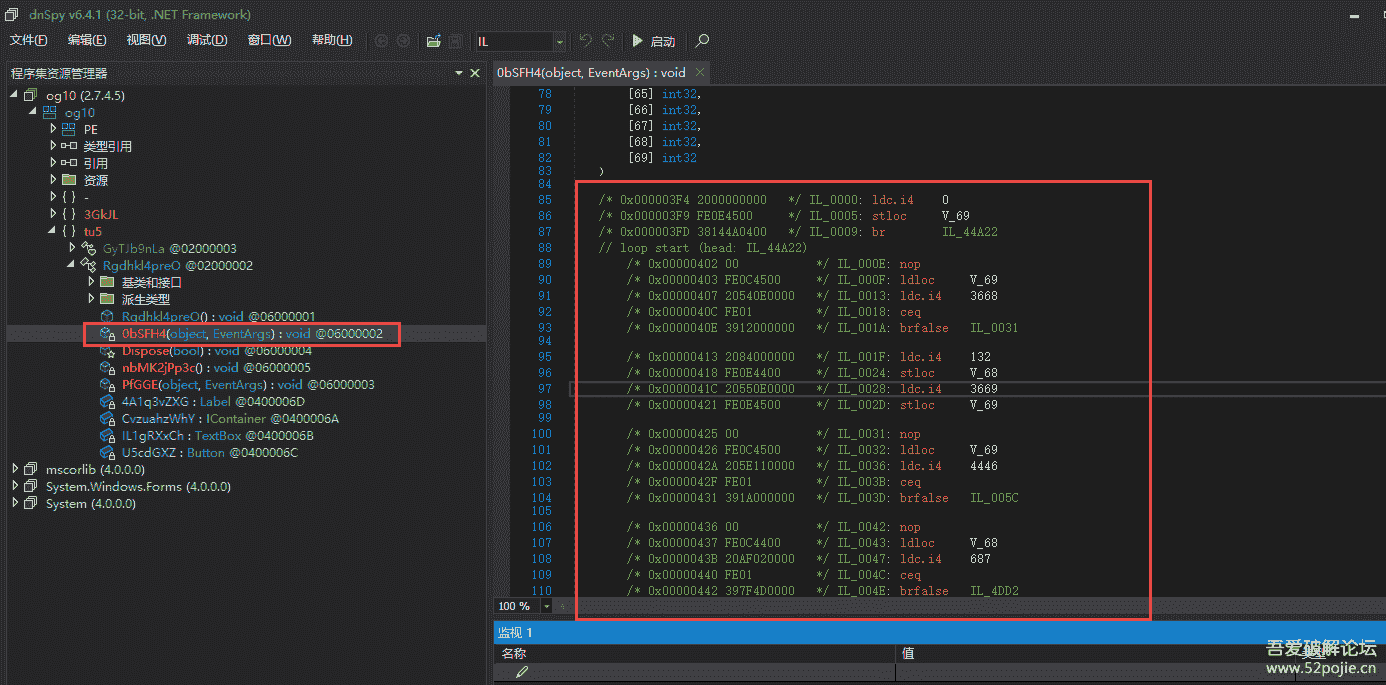 dnSpy v6.4.1 (32-bit, .NET Framework)
文件(F) 编辑(E) 视图(V) 调试(D) 窗口(W) 帮助(H) IL 启动
程序集资源管理器
og10 (2.7.4.5)
og10
PE
类型引用
引用
资源
{ } -
{ } 3GkJL
{ } tu5
GyTJb9nLa @02000003
Rgdhkl4preO @02000002
基类和接口
派生类型
Rgdhkl4preO() : void @06000001
0bSFH4(object, EventArgs) : void @06000002
Dispose(bool) : void @06000004
nbMK2jPp3c() : void @06000005
PfGGE(object, EventArgs) : void @06000003
4A1q3vZXG : Label @0400006D
CvzuahzWhY : IContainer @0400006A
IL1gRXxCh : TextBox @0400006B
U5cdGXZ : Button @0400006C
mscorlib (4.0.0.0)
System.Windows.Forms (4.0.0.0)
System (4.0.0.0)
0bSFH4(object, EventArgs) : void
78 [65] int32,
79 [66] int32,
80 [67] int32,
81 [68] int32,
82 [69] int32
83 )
84
85 /* 0x000003F4 2000000000 */ IL_0000: ldc.i4 0
86 /* 0x000003F9 FE0E4500 */ IL_0005: stloc V_69
87 /* 0x000003FD 38144A0400 */ IL_0009: br IL_44A22
88 // loop start (head: IL_44A22)
89 /* 0x00000402 00 */ IL_000E: nop
90 /* 0x00000403 FE0C4500 */ IL_000F: ldloc V_69
91 /* 0x00000407 20540E0000 */ IL_0013: ldc.i4 3668
92 /* 0x0000040C FE01 */ IL_0018: ceq
93 /* 0x0000040E 3912000000 */ IL_001A: brfalse IL_0031
94
95 /* 0x00000413 2084000000 */ IL_001F: ldc.i4 132
96 /* 0x00000418 FE0E4400 */ IL_0024: stloc V_68
97 /* 0x0000041C 20550E0000 */ IL_0028: ldc.i4 3669
98 /* 0x00000421 FE0E4500 */ IL_002D: stloc V_69
99
100 /* 0x00000425 00 */ IL_0031: nop
101 /* 0x00000426 FE0C4500 */ IL_0032: ldloc V_69
102 /* 0x0000042A 205E110000 */ IL_0036: ldc.i4 4446
103 /* 0x0000042F FE01 */ IL_003B: ceq
104 /* 0x00000431 391A000000 */ IL_003D: brfalse IL_005C
105
106 /* 0x00000436 00 */ IL_0042: nop
107 /* 0x00000437 FE0C4400 */ IL_0043: ldloc V_68
108 /* 0x0000043B 20AF020000 */ IL_0047: ldc.i4 687
109 /* 0x00000440 FE01 */ IL_004C: ceq
110 /* 0x00000442 397F4D0000 */ IL_004E: brfalse IL_4DD2
100 %
监视 1
名称 值 类型
吾爱破解论坛
www.52pojie.cn